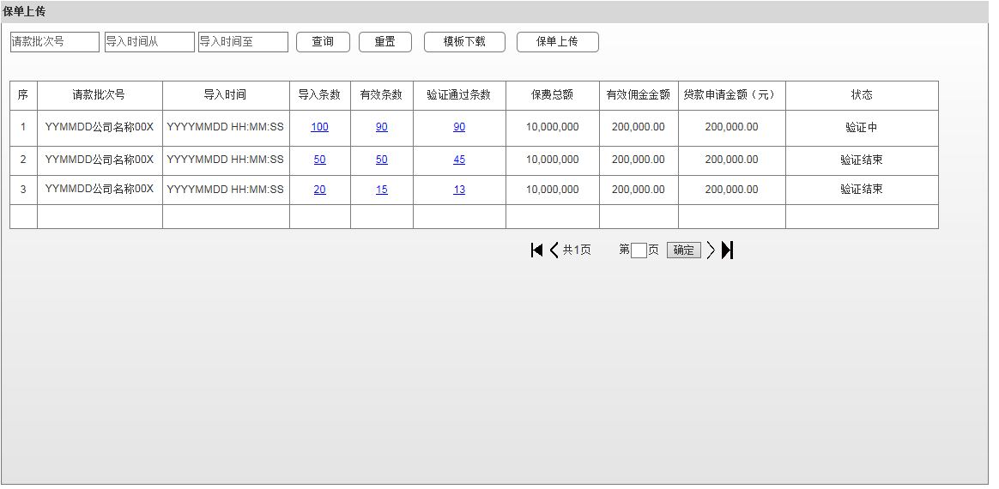 保单上传
请款批次号 导入时间从 导入时间至 查询 重置 模板下载 保单上传
序 请款批次号 导入时间 导入条数 有效条数 验证通过条数 保费总额 有效佣金金额 贷款申请金额（元） 状态
1 YYMMDD公司名称00X YYYYMMDD HH:MM:SS 100 90 90 10,000,000 200,000.00 200,000.00 验证中
2 YYMMDD公司名称00X YYYYMMDD HH:MM:SS 50 50 45 10,000,000 200,000.00 200,000.00 验证结束
3 YYMMDD公司名称00X YYYYMMDD HH:MM:SS 20 15 13 10,000,000 200,000.00 200,000.00 验证结束
共1页 第 页 确定